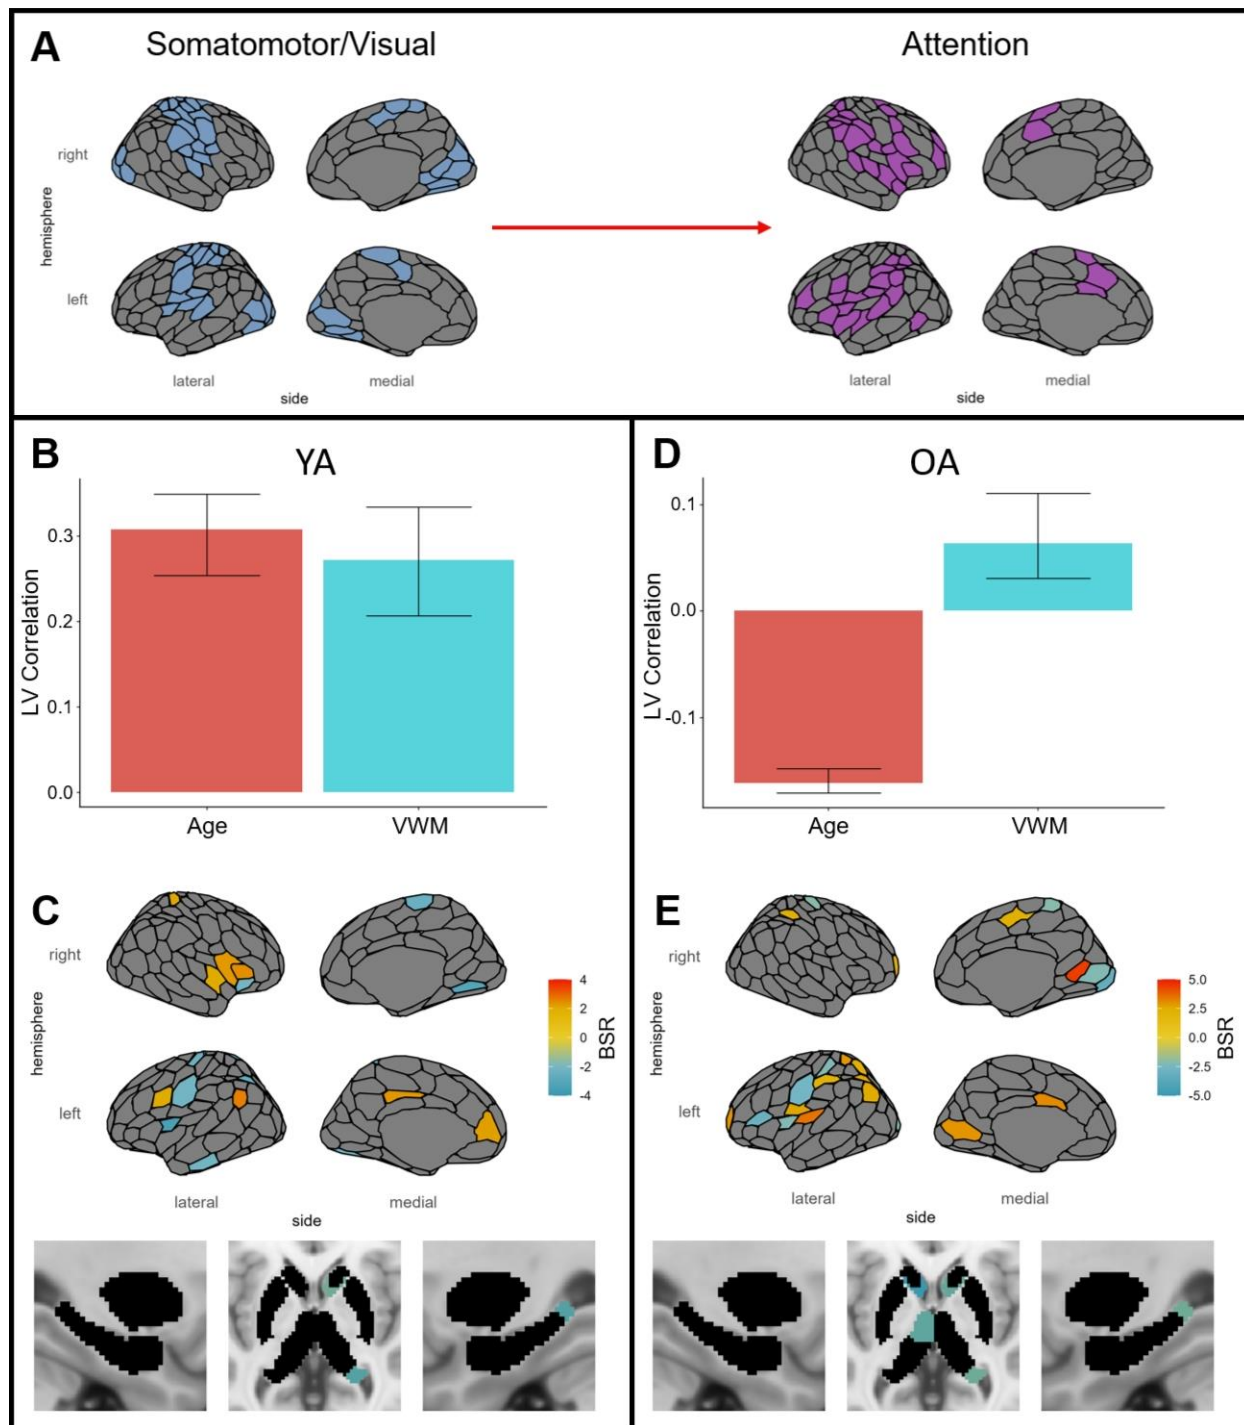 A
Somatomotor/Visual
Attention
right
left
hemisphere
lateral
medial
side
lateral
medial
side
B
YA
LV Correlation
0.3
0.2
0.1
0.0
Age
VWM
D
OA
LV Correlation
0.1
0.0
-0.1
Age
VWM
C
right
left
hemisphere
lateral
medial
side
4
2
0
-2
-4
BSR
E
right
left
hemisphere
lateral
medial
side
5.0
2.5
0.0
-2.5
-5.0
BSR